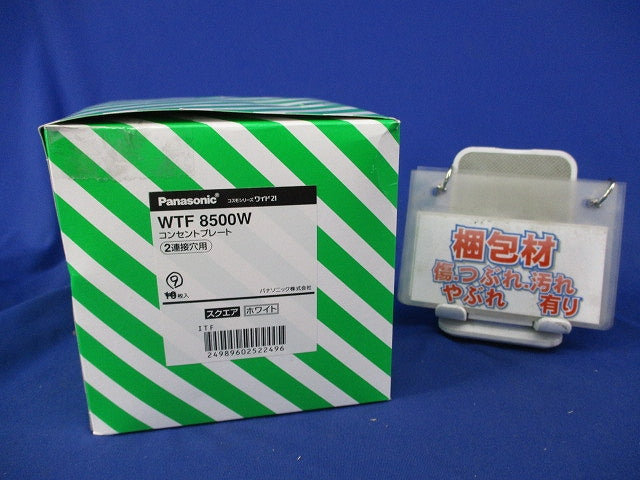 Panasonic® コスモシリーズ ワイド21
WTF 8500W
コンセントプレート
2連接穴用
9
10枚入
パナソニック株式会社
スクエア ホワイト
ITF
24989602522496
梱包材
傷・つぶれ・汚れ
やぶれ 有り